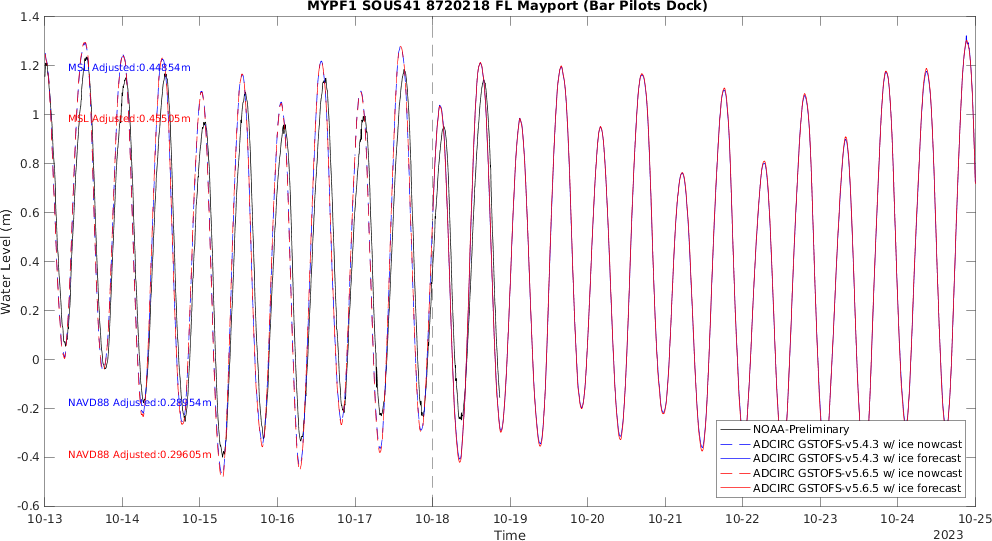 MYPF1 SOUS41 8720218 FL Mayport (Bar Pilots Dock)
1.4
1.2
1
0.8
0.6
0.4
0.2
0
-0.2
-0.4
-0.6
Water Level (m)
MSL Adjusted:0.44854m
MSL Adjusted:0.45505m
NAVD88 Adjusted:0.28954m
NAVD88 Adjusted:0.29605m
NOAA-Preliminary
ADCIRC GSTOFS-v5.4.3 w/ ice nowcast
ADCIRC GSTOFS-v5.4.3 w/ ice forecast
ADCIRC GSTOFS-v5.6.5 w/ ice nowcast
ADCIRC GSTOFS-v5.6.5 w/ ice forecast
10-13 10-14 10-15 10-16 10-17 10-18 10-19 10-20 10-21 10-22 10-23 10-24 10-25
Time
2023